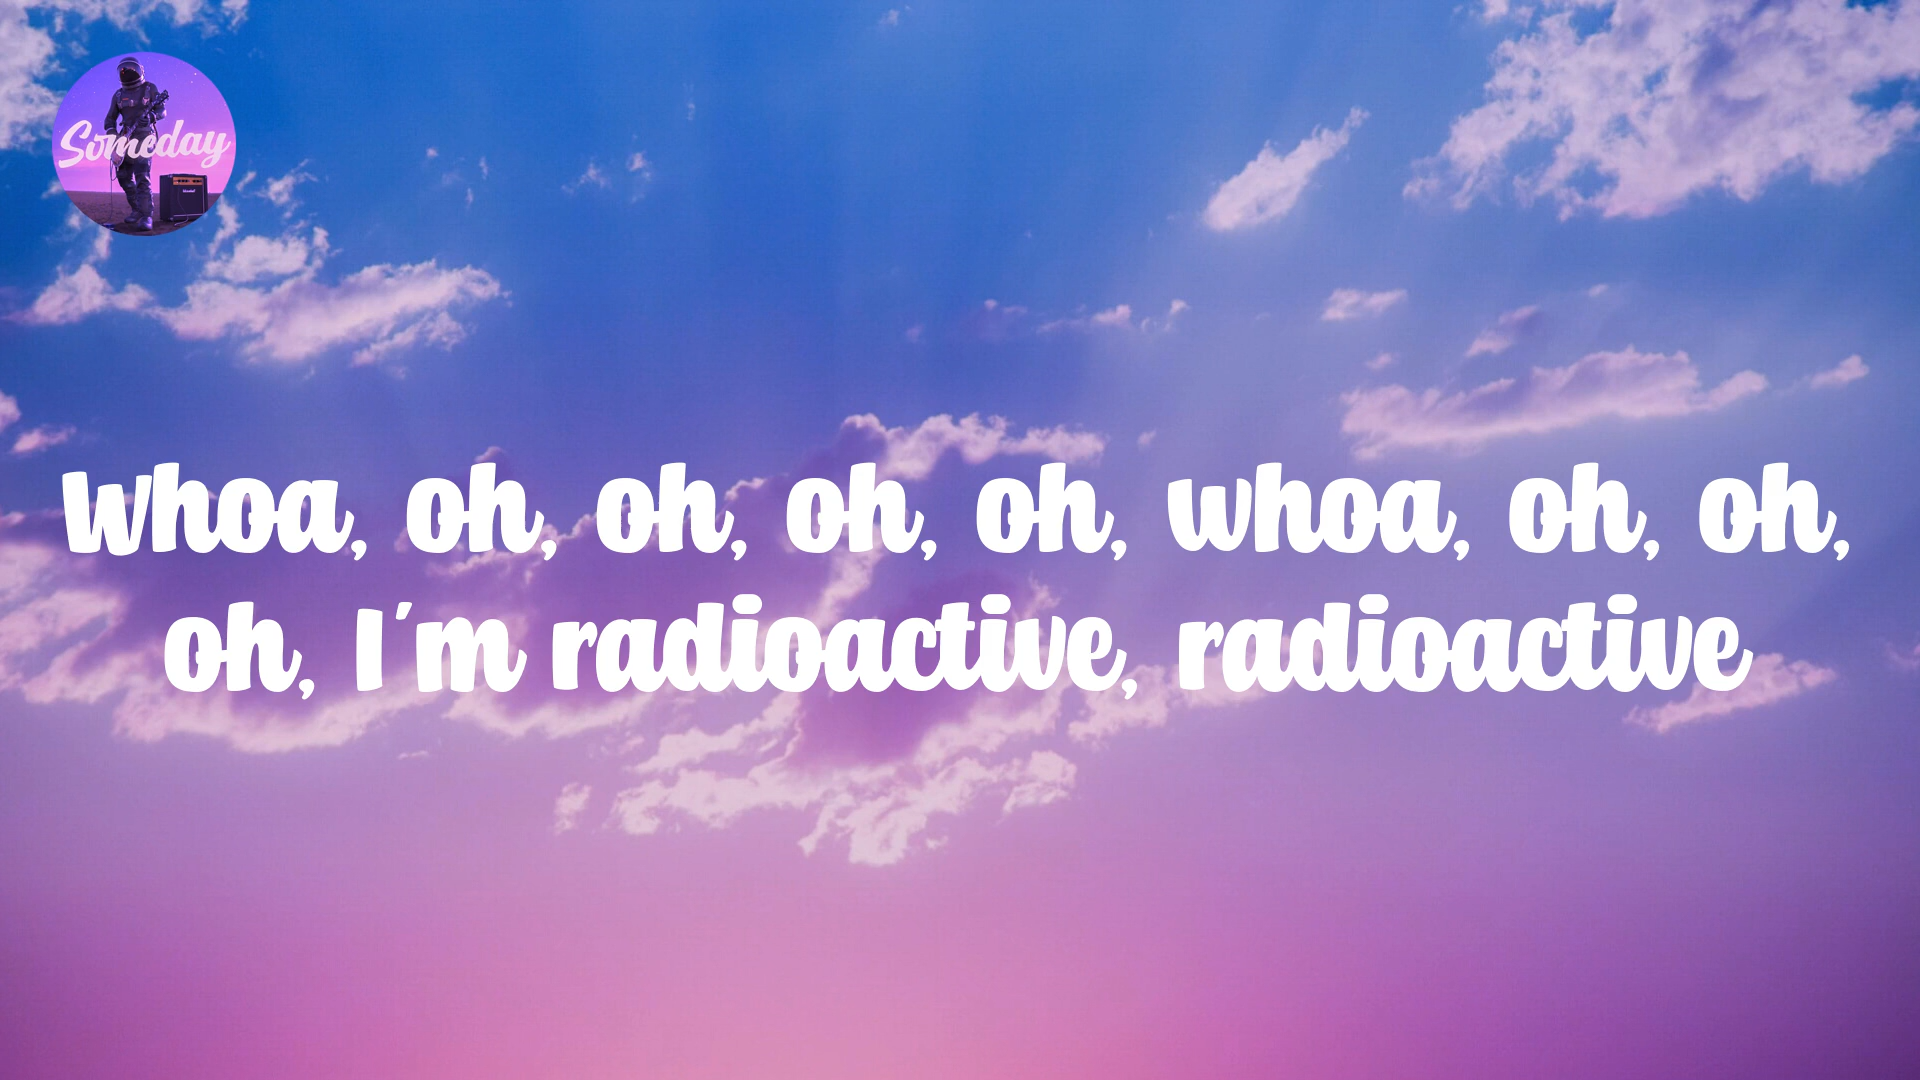 Someday
Whoa, oh, oh, oh, oh, whoa, oh, oh,
oh, I'm radioactive, radioactive